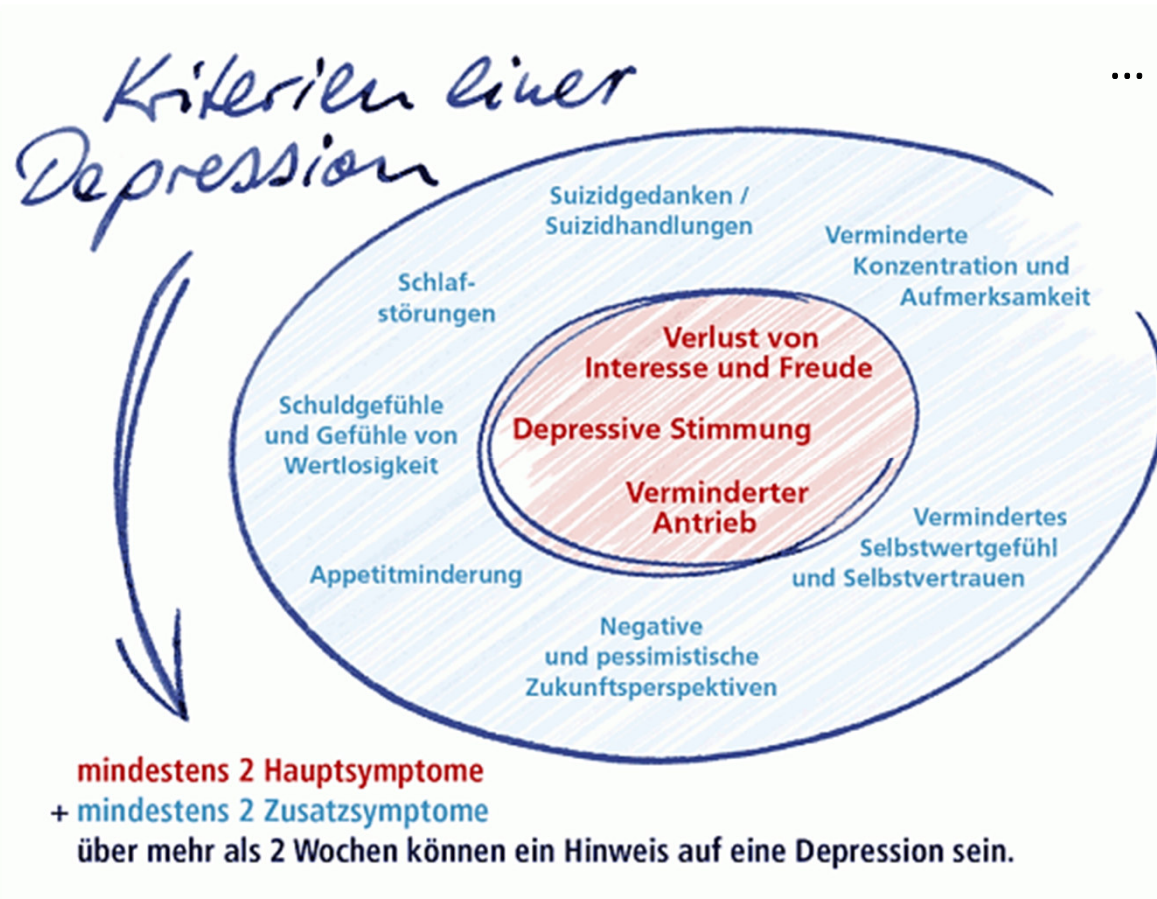 Kriterien einer
Depression
...
Suizidgedanken /
Suizidhandlungen
Verminderte
Konzentration und
Aufmerksamkeit
Schlaf-
störungen
Verlust von
Interesse und Freude
Depressive Stimmung
Verminderter
Antrieb
Schuldgefühle
und Gefühle von
Wertlosigkeit
Vermindertes
Selbstwertgefühl
und Selbstvertrauen
Appetitminderung
Negative
und pessimistische
Zukunftsperspektiven
mindestens 2 Hauptsymptome
+ mindestens 2 Zusatzsymptome
über mehr als 2 Wochen können ein Hinweis auf eine Depression sein.